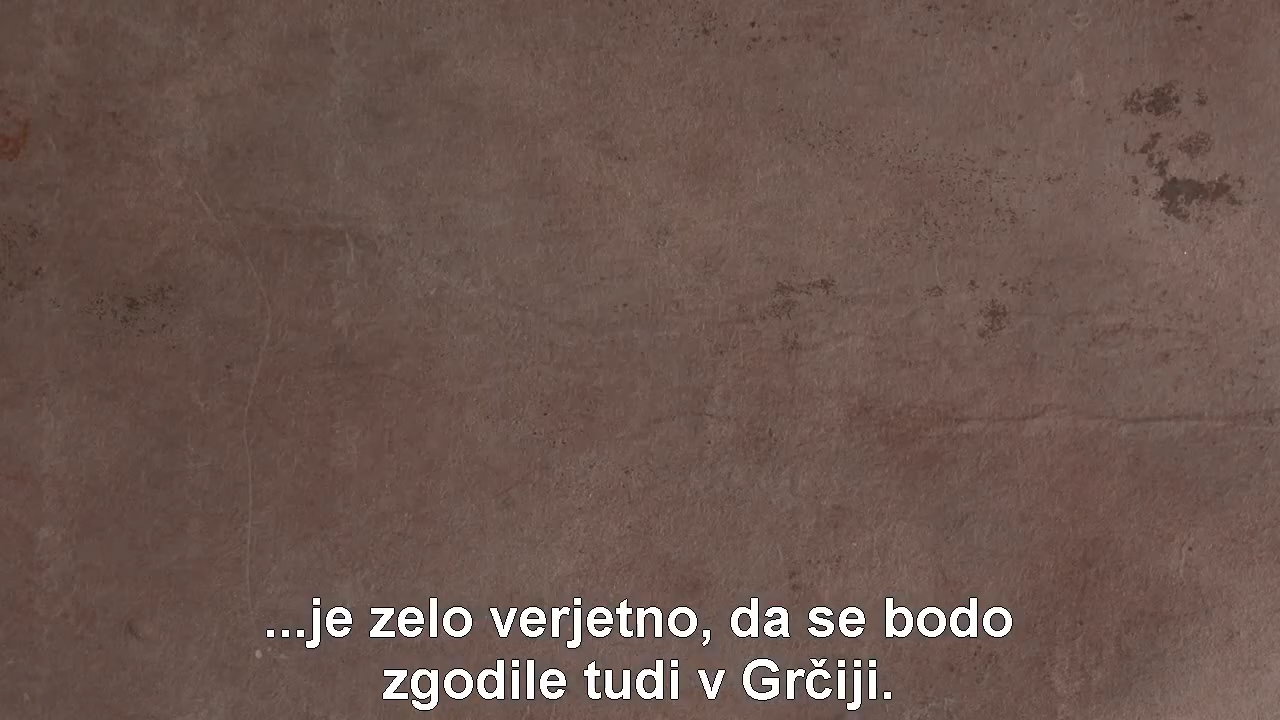 ...je zelo verjetno, da se bodo
zgodile tudi v Grčiji.